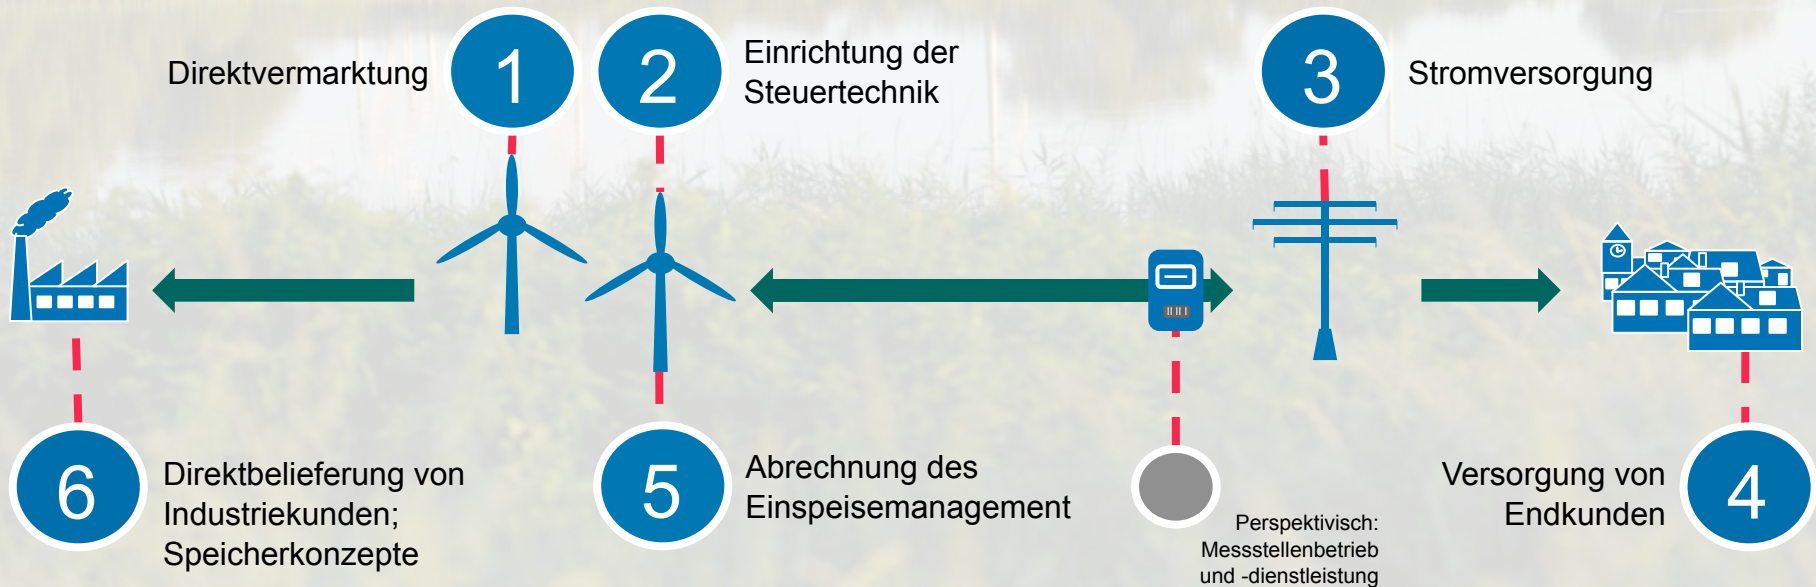 Direktvermarktung
1
2
Einrichtung der
Steuertechnik
3
Stromversorgung
6
Direktbelieferung von
Industriekunden;
Speicherkonzepte
5
Abrechnung des
Einspeisemanagement
Perspektivisch:
Messstellenbetrieb
und -dienstleistung
Versorgung von
Endkunden
4